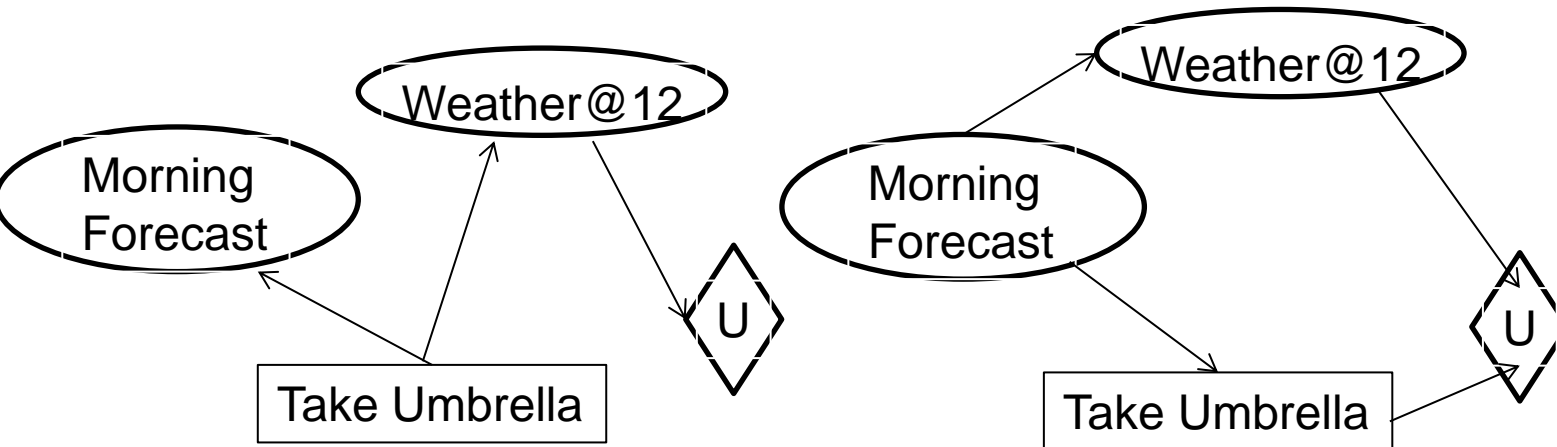 Weather@12
Morning
Forecast
U
Take Umbrella
Weather@12
Morning
Forecast
U
Take Umbrella